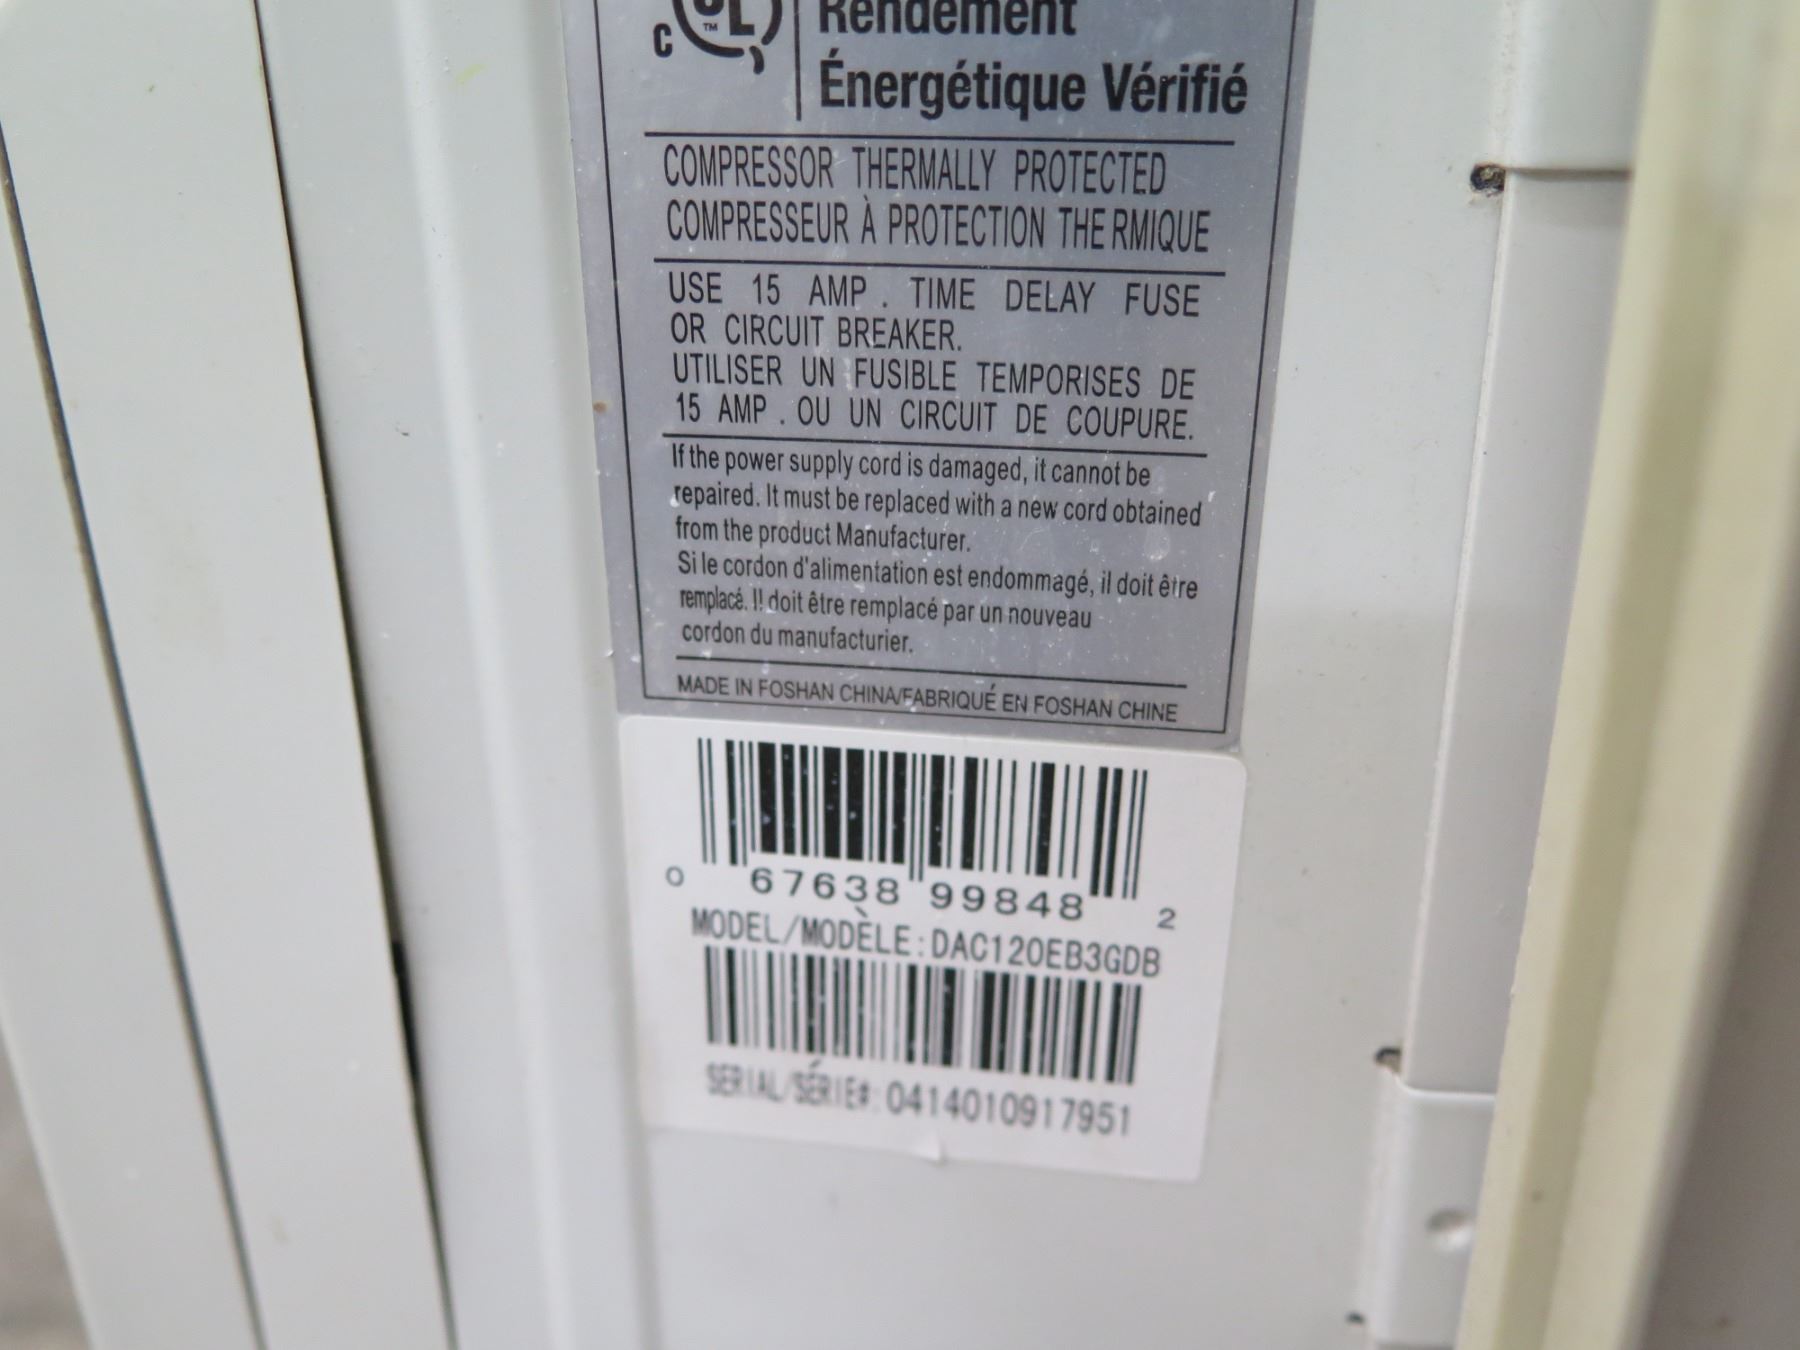 C UL ™ Rendement
Énergétique Vérifié
COMPRESSOR THERMALLY PROTECTED
COMPRESSEUR À PROTECTION THE RMIQUE
USE 15 AMP . TIME DELAY FUSE
OR CIRCUIT BREAKER.
UTILISER UN FUSIBLE TEMPORISES DE
15 AMP . OU UN CIRCUIT DE COUPURE.
If the power supply cord is damaged, it cannot be
repaired. It must be replaced with a new cord obtained
from the product Manufacturer.
Si le cordon d'alimentation est endommagé, il doit être
remplacé. Il doit être remplacé par un nouveau
cordon du manufacturier.
MADE IN FOSHAN CHINA/FABRIQUÉ EN FOSHAN CHINE
0 67638 99848 2
MODEL/MODÈLE:DAC120EB3GDB
SERIAL/SÉRIE#:0414010917951